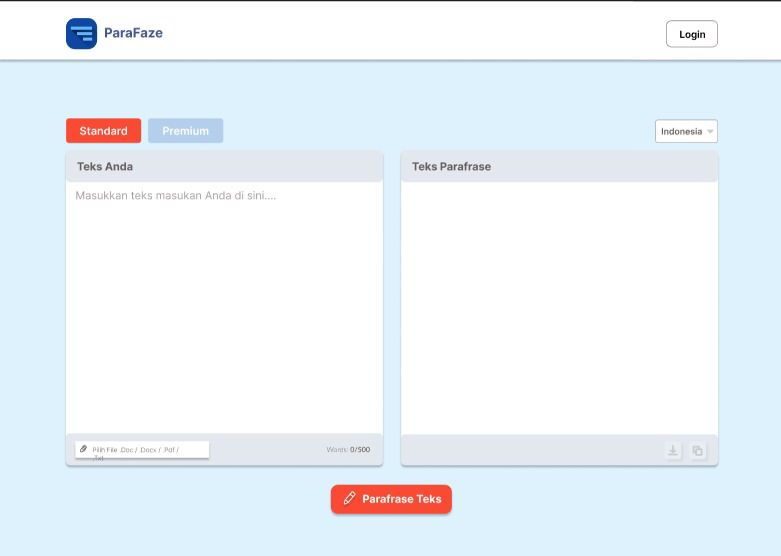 ParaFaze
Login
Standard
Premium
Indonesia
Teks Anda
Teks Parafrase
Masukkan teks masukan Anda di sini....
Pilih File .Doc / .Docx / .Pdf /
.Txt
Words: 0/500
Parafrase Teks